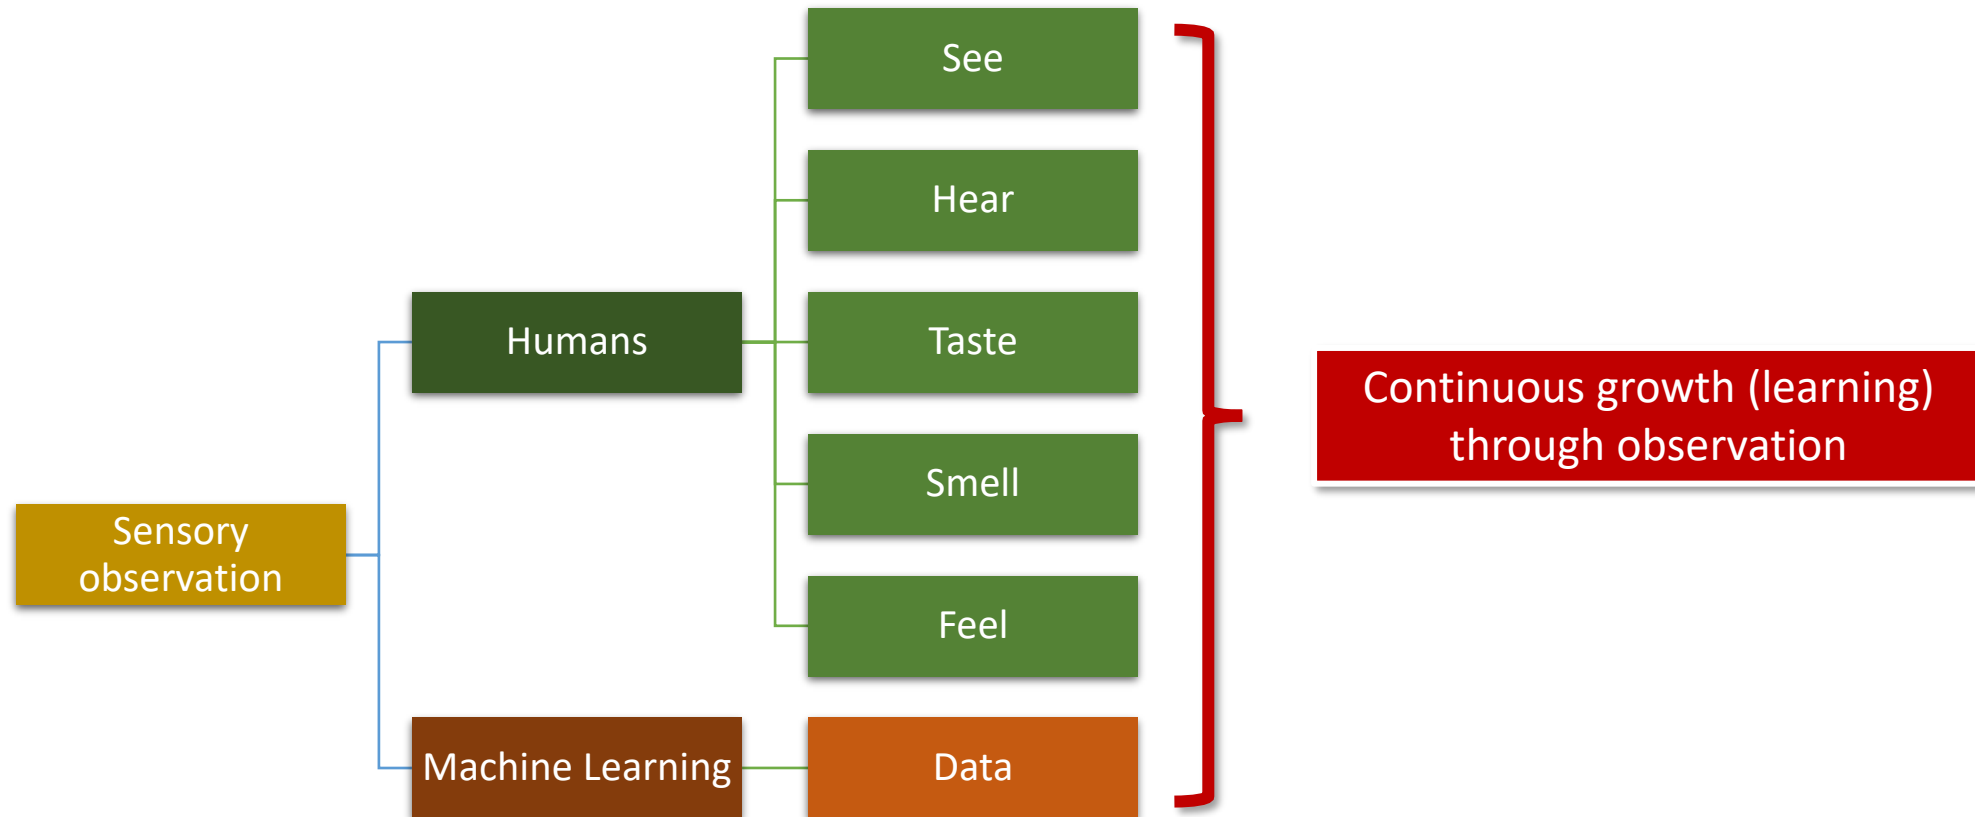 Sensory
observation
Humans
See
Hear
Taste
Smell
Feel
Machine Learning
Data
Continuous growth (learning)
through observation